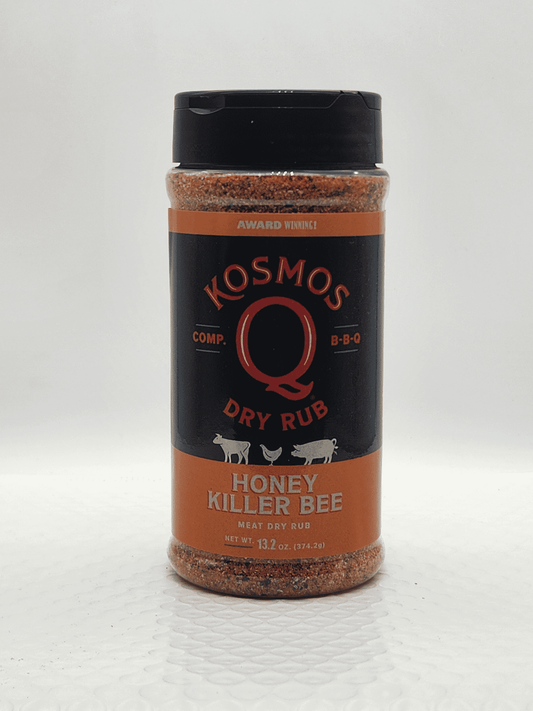 AWARD WINNING!
KOSMOS
Q
COMP. B-B-Q
DRY RUB
HONEY
KILLER BEE
MEAT DRY RUB
NET WT. 13.2 OZ. (374.2g)